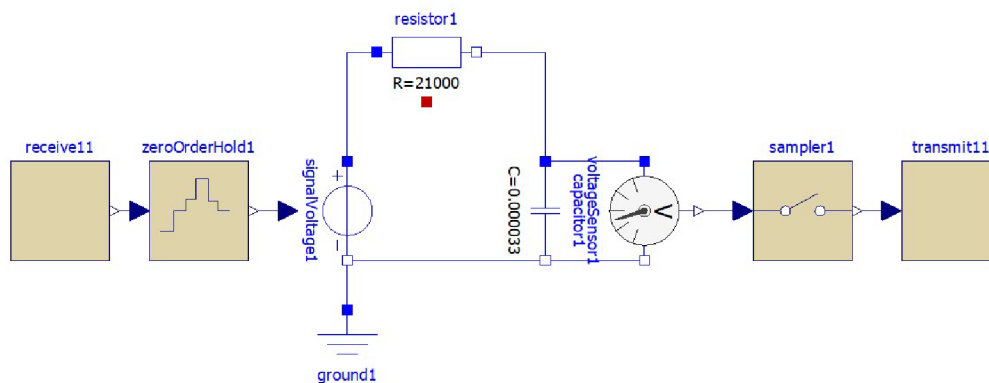 resistor1
R=21000
receive11
zeroOrderHold1
signalVoltage1
+
−
C=0.000033
capacitor1
voltageSensor1
V
sampler1
transmit11
ground1